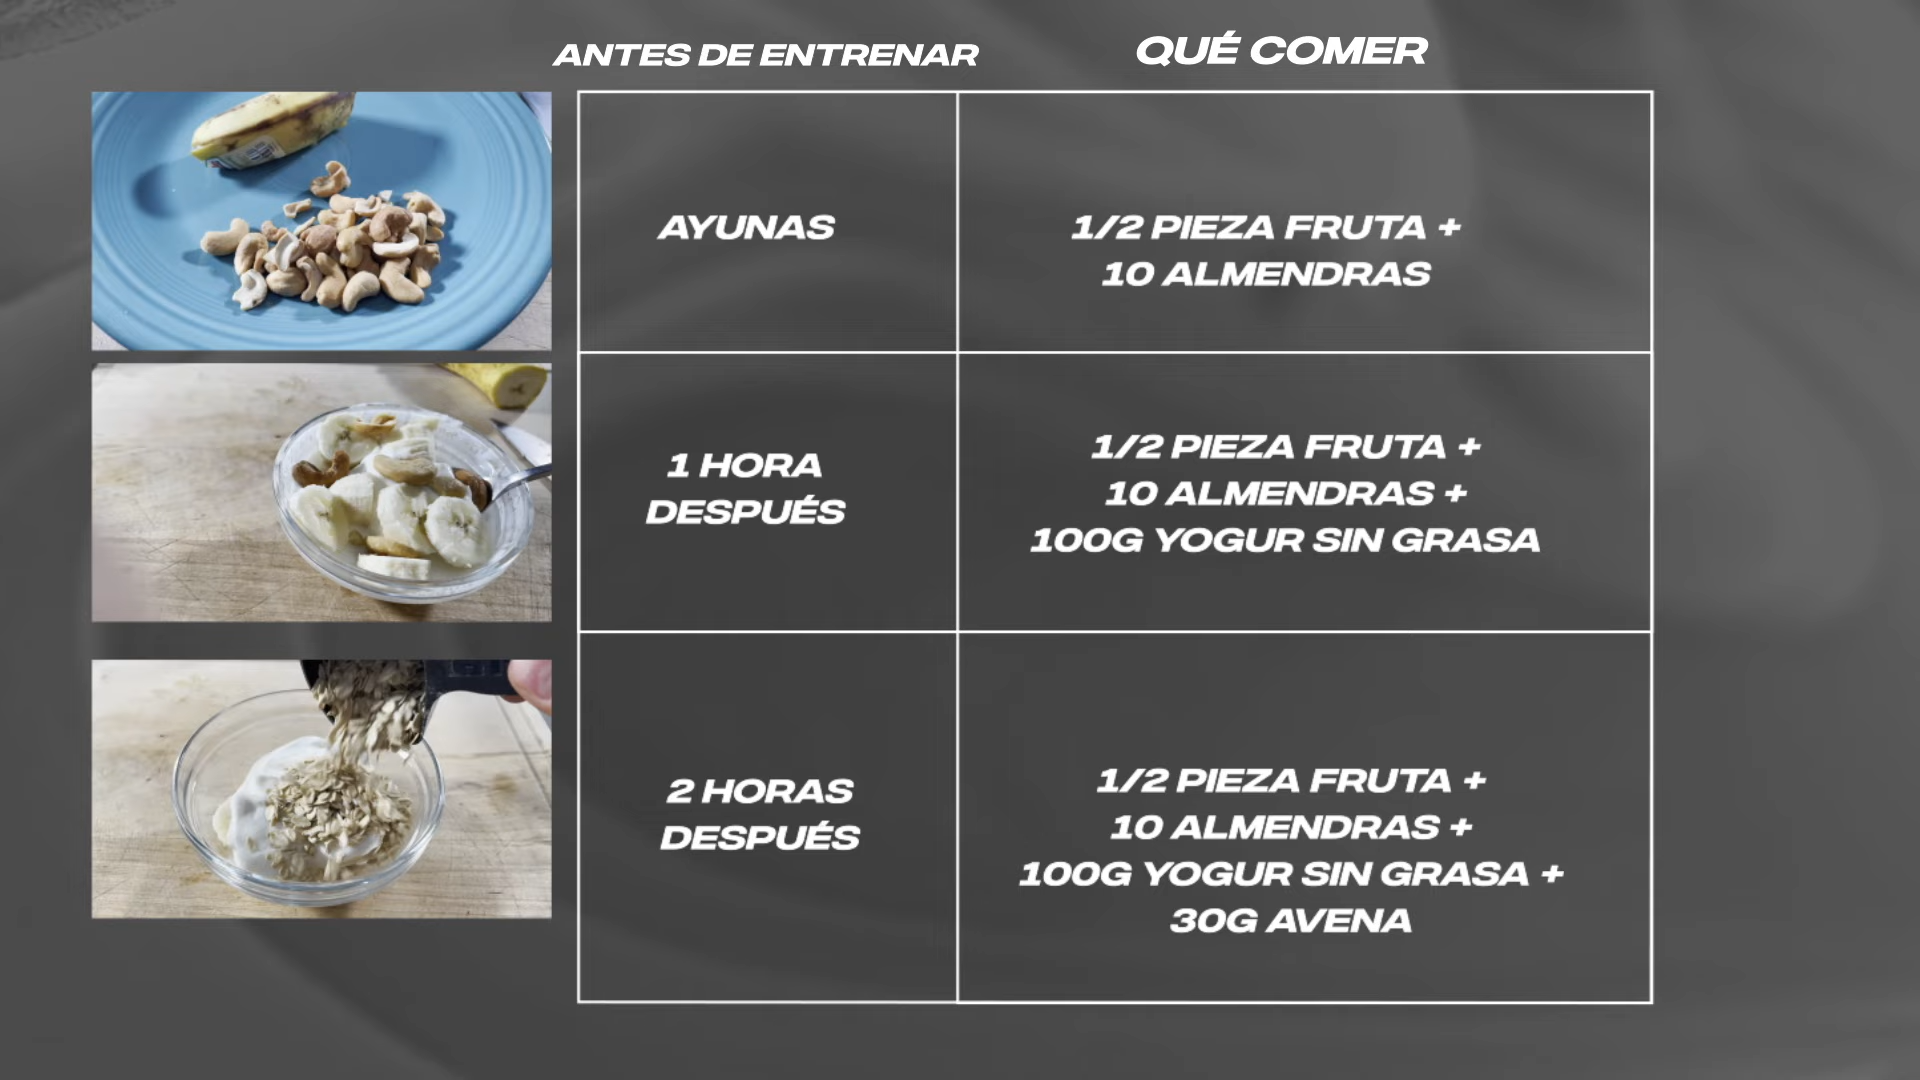 ANTES DE ENTRENAR
QUÉ COMER
AYUNAS
1/2 PIEZA FRUTA +
10 ALMENDRAS
1 HORA
DESPUÉS
1/2 PIEZA FRUTA +
10 ALMENDRAS +
100G YOGUR SIN GRASA
2 HORAS
DESPUÉS
1/2 PIEZA FRUTA +
10 ALMENDRAS +
100G YOGUR SIN GRASA +
30G AVENA